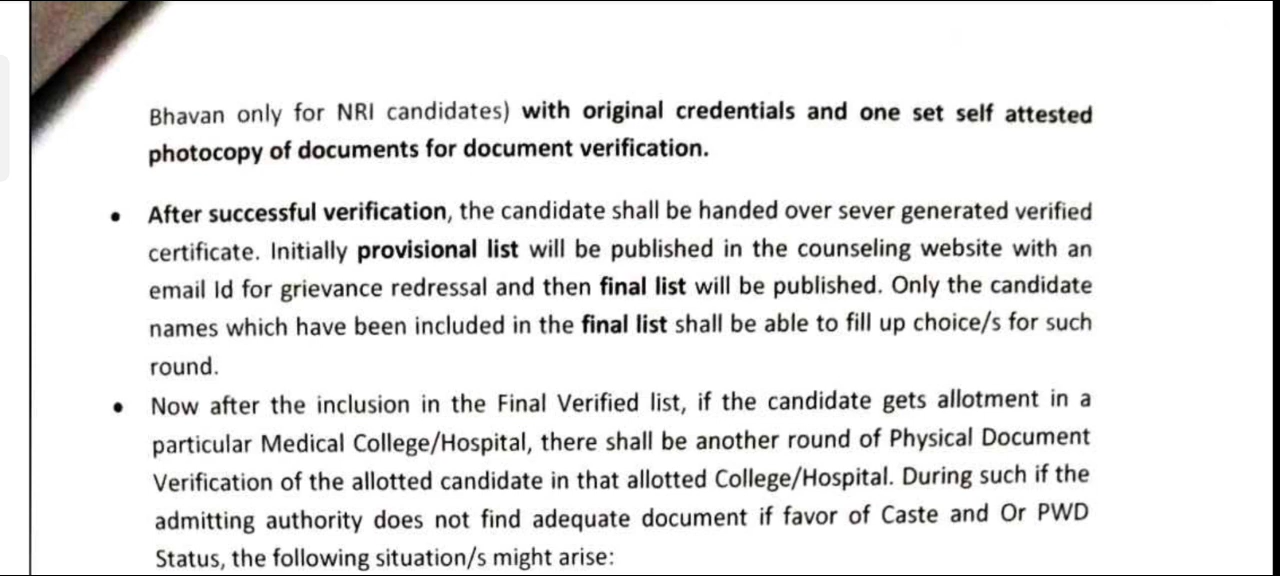 Bhavan only for NRI candidates) with original credentials and one set self attested
photocopy of documents for document verification.
• After successful verification, the candidate shall be handed over sever generated verified
certificate. Initially provisional list will be published in the counseling website with an
email Id for grievance redressal and then final list will be published. Only the candidate
names which have been included in the final list shall be able to fill up choice/s for such
round.
• Now after the inclusion in the Final Verified list, if the candidate gets allotment in a
particular Medical College/Hospital, there shall be another round of Physical Document
Verification of the allotted candidate in that allotted College/Hospital. During such if the
admitting authority does not find adequate document if favor of Caste and Or PWD
Status, the following situation/s might arise: